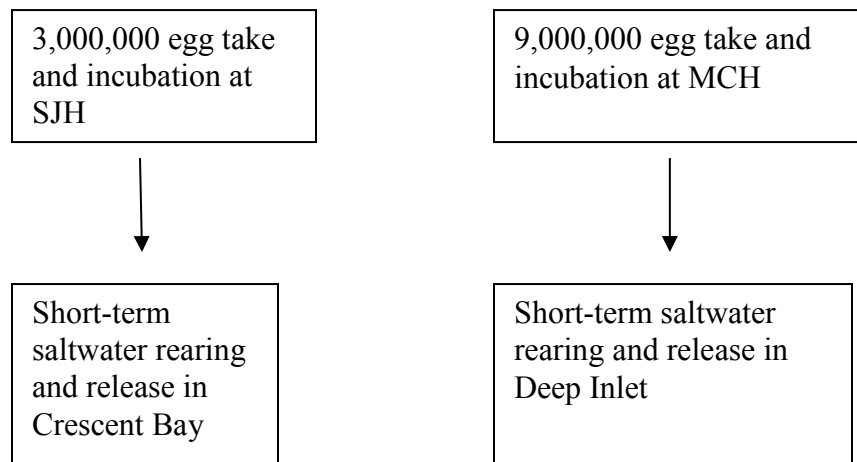 3,000,000 egg take
and incubation at
SJH
9,000,000 egg take and
incubation at MCH
Short-term
saltwater rearing
and release in
Crescent Bay
Short-term saltwater
rearing and release in
Deep Inlet